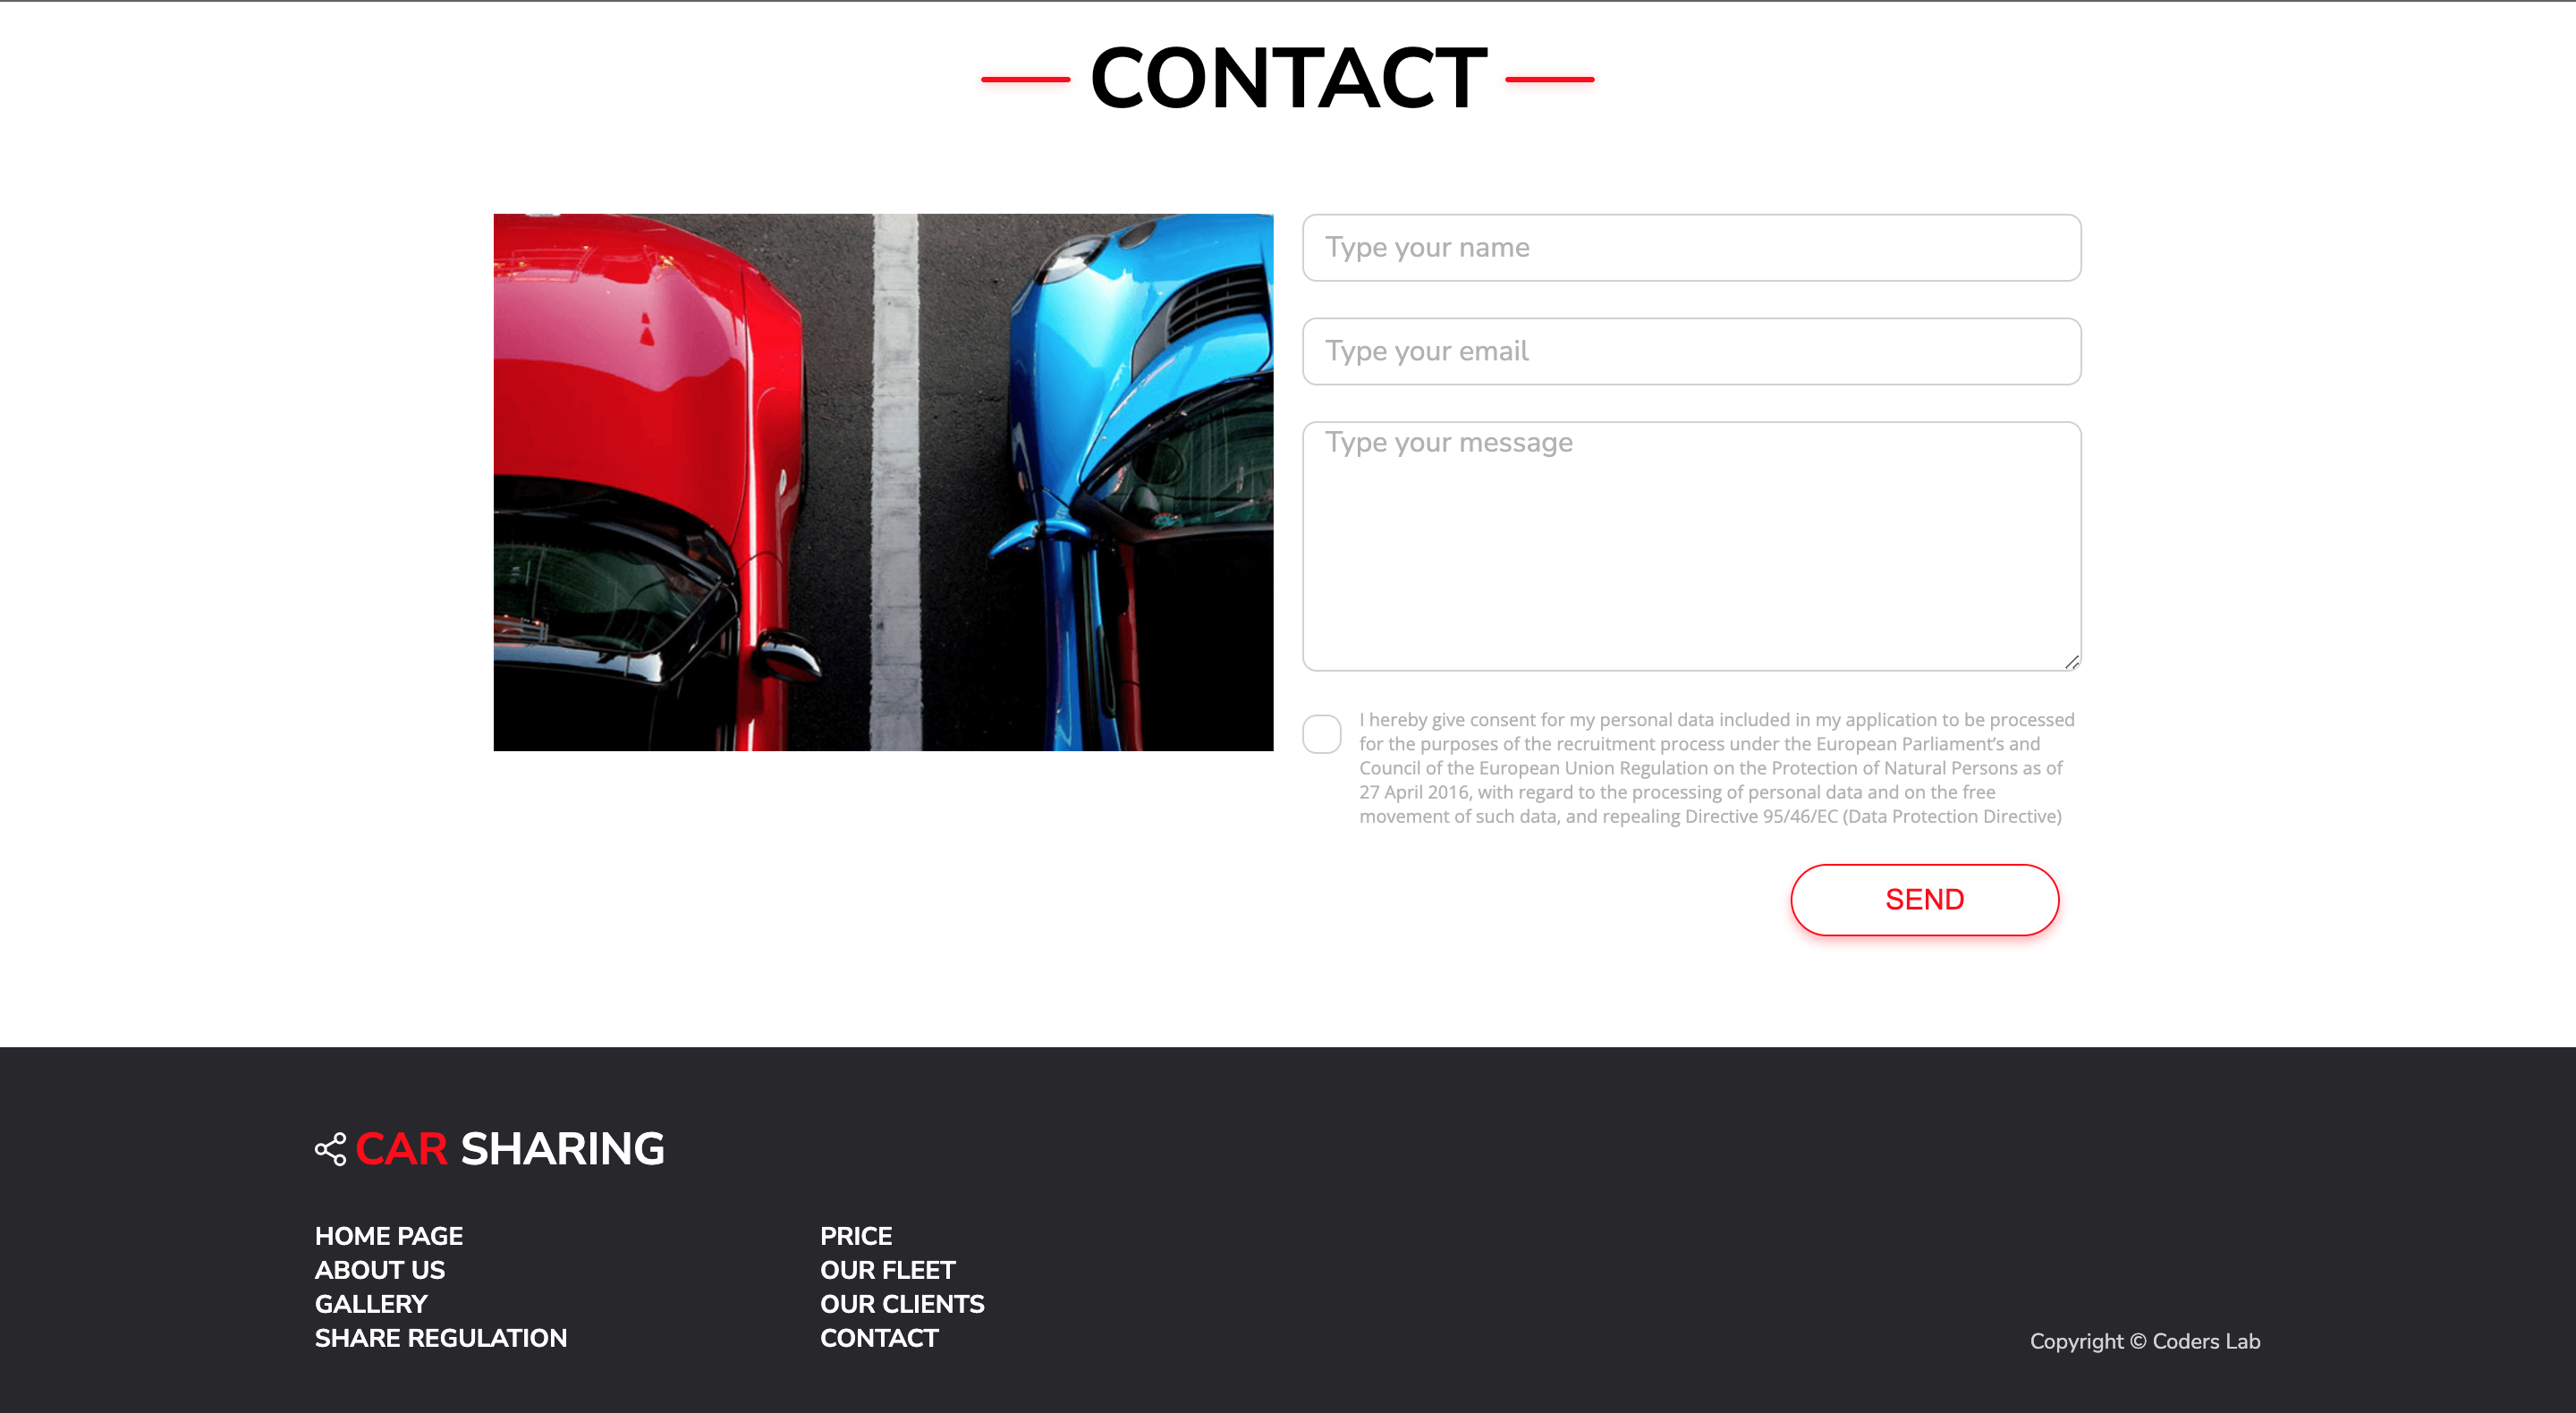 CONTACT
Type your name
Type your email
Type your message
I hereby give consent for my personal data included in my application to be processed
for the purposes of the recruitment process under the European Parliament’s and
Council of the European Union Regulation on the Protection of Natural Persons as of
27 April 2016, with regard to the processing of personal data and on the free
movement of such data, and repealing Directive 95/46/EC (Data Protection Directive)
SEND
CAR SHARING
HOME PAGE
ABOUT US
GALLERY
SHARE REGULATION
PRICE
OUR FLEET
OUR CLIENTS
CONTACT
Copyright © Coders Lab